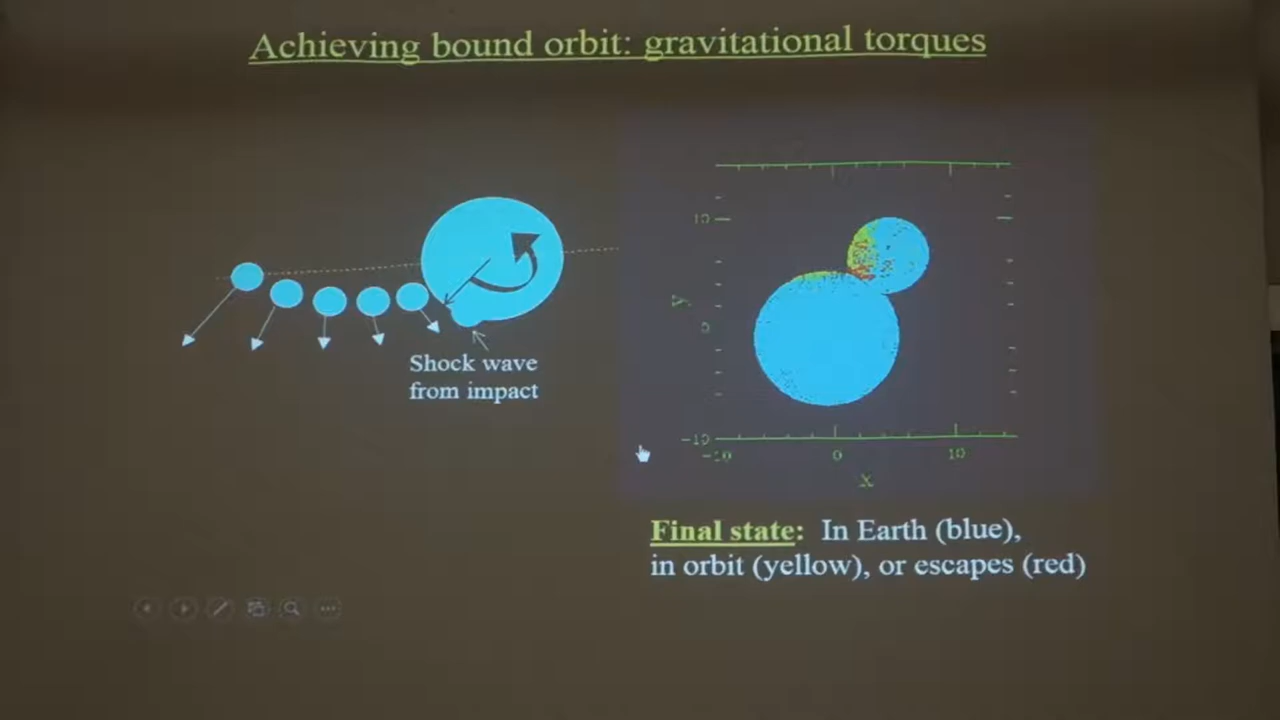 Achieving bound orbit: gravitational torques
Shock wave
from impact
10
y
0
-10
-10 0 10
x
Final state: In Earth (blue),
in orbit (yellow), or escapes (red)